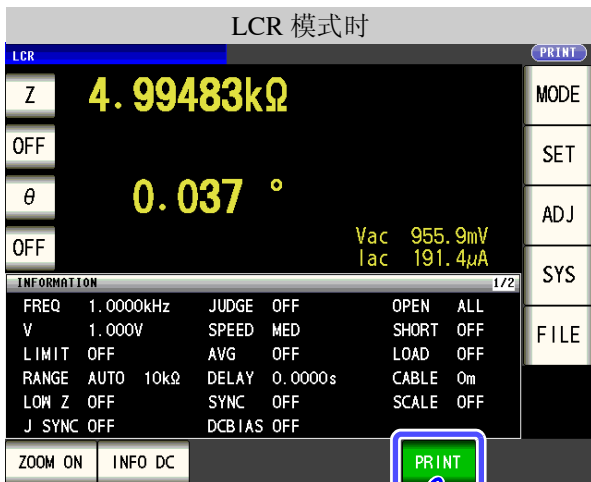 LCR 模式时
LCR PRINT
Z 4.99483kΩ MODE
OFF SET
θ 0.037 ° ADJ
OFF Vac 955.9mV
Iac 191.4μA SYS
INFORMATION 1/2
FREQ 1.0000kHz JUDGE OFF OPEN ALL
V 1.000V SPEED MED SHORT OFF FILE
LIMIT OFF AVG OFF LOAD OFF
RANGE AUTO 10kΩ DELAY 0.0000s CABLE 0m
LOW Z OFF SYNC OFF SCALE OFF
J SYNC OFF DCBIAS OFF
ZOOM ON INFO DC PRINT